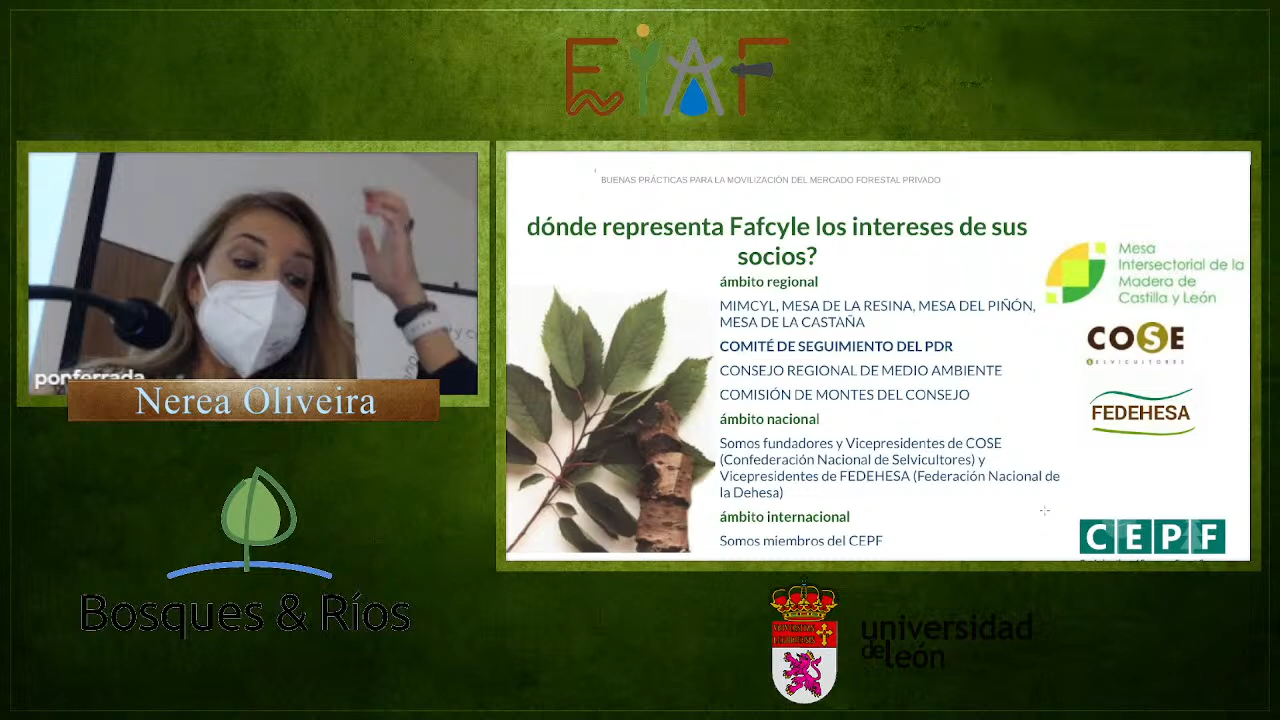 EIAF
BUENAS PRÁCTICAS PARA LA MOVILIZACIÓN DEL MERCADO FORESTAL PRIVADO
dónde representa Fafcyle los intereses de sus
socios?
ámbito regional
MIMCYL, MESA DE LA RESINA, MESA DEL PIÑÓN,
MESA DE LA CASTAÑA
COMITÉ DE SEGUIMIENTO DEL PDR
CONSEJO REGIONAL DE MEDIO AMBIENTE
COMISIÓN DE MONTES DEL CONSEJO
ámbito nacional
Somos fundadores y Vicepresidentes de COSE
(Confederación Nacional de Selvicultores) y
Vicepresidentes de FEDEHESA (Federación Nacional de
la Dehesa)
ámbito internacional
Somos miembros del CEPF
Mesa
Intersectorial de la
Madera de
Castilla y León
COSE
SELVICULTORES
FEDEHESA
CEPF
ponferrada
Nerea Oliveira
Bosques & Ríos
universidad
de león